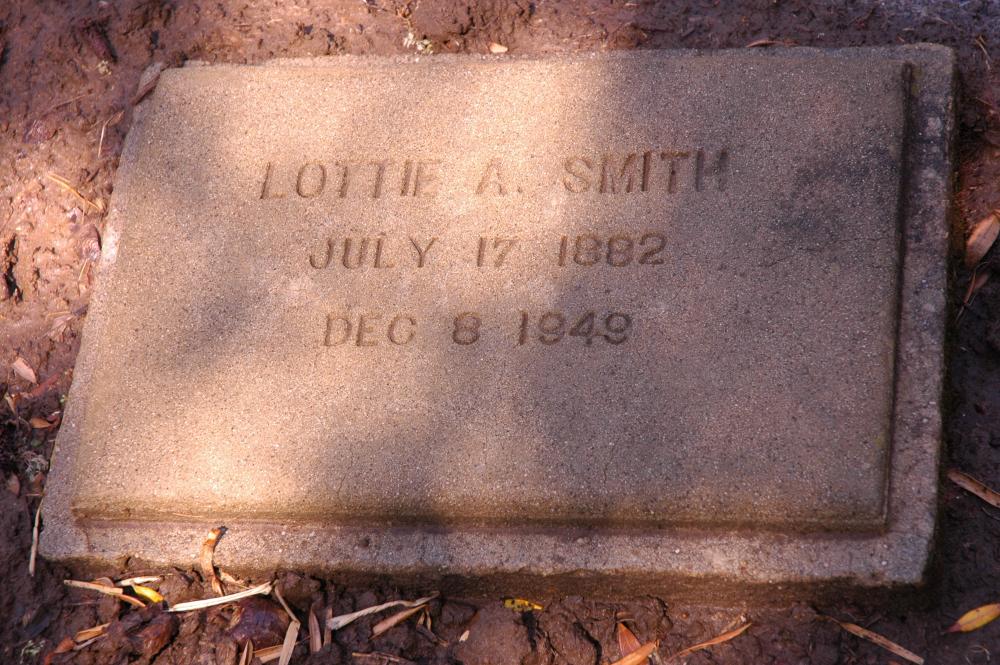 LOTTIE A. SMITH
JULY 17 1882
DEC 8 1949